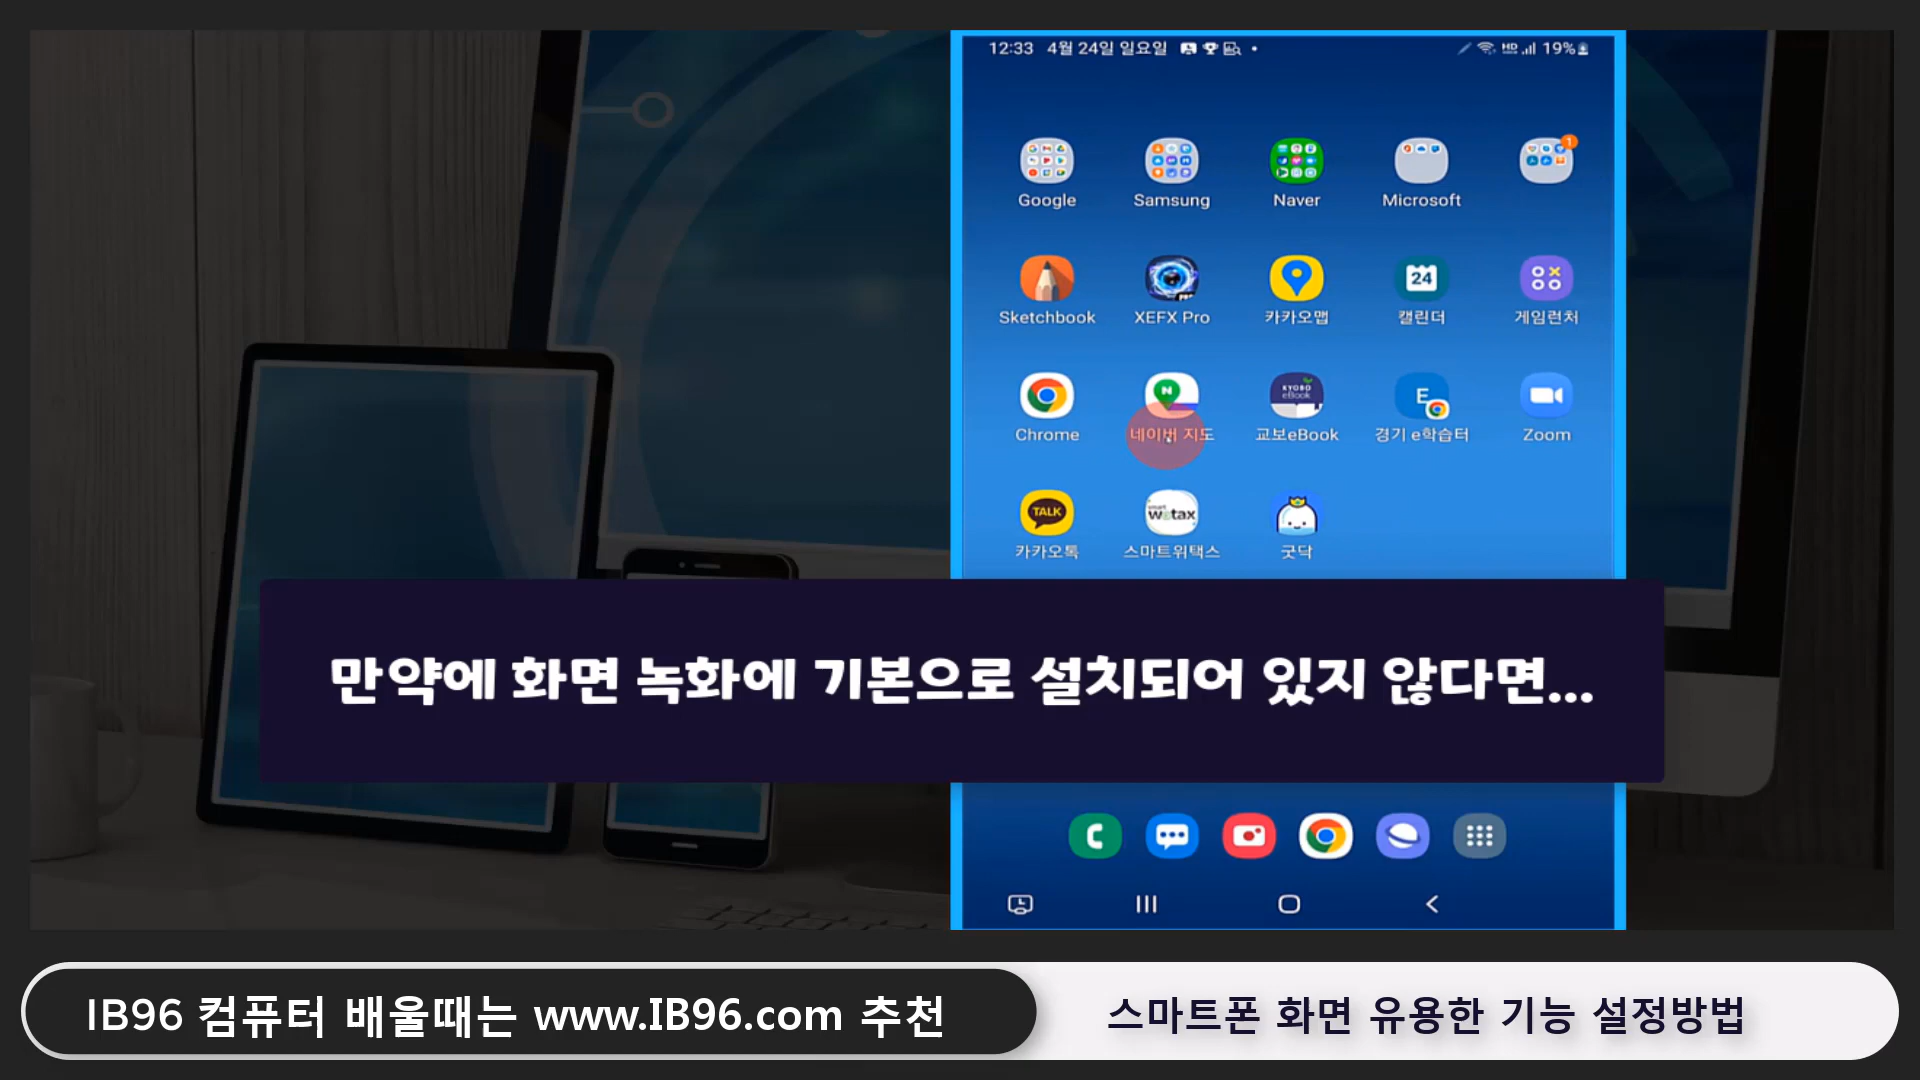 12:33 4월 24일 일요일
19%
1
Google Samsung Naver Microsoft
24
Sketchbook XEFX Pro 카카오맵 캘린더 게임런처
N KYOBO eBook E
Chrome 네이버 지도 교보eBook 경기 e학습터 Zoom
TALK smart wetax
카카오톡 스마트위택스 굿닥
만약에 화면 녹화에 기본으로 설치되어 있지 않다면...
IB96 컴퓨터 배울때는 www.IB96.com 추천
스마트폰 화면 유용한 기능 설정방법